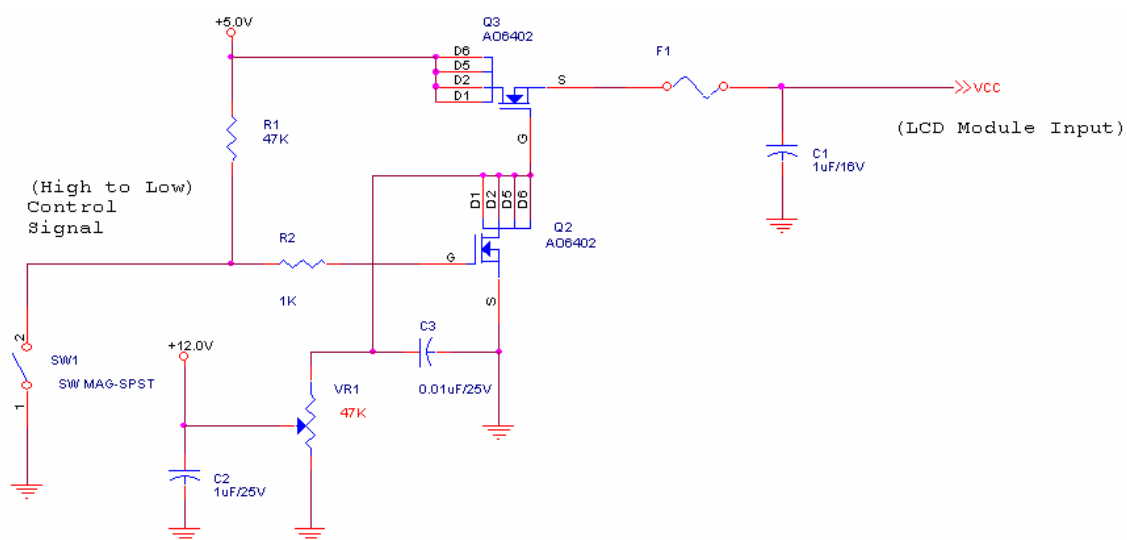 +5.0V
Q3
AO6402
D6
D5
D2
D1
S
G
F1
VCC
(LCD Module Input)
R1
47K
C1
1uF/16V
(High to Low)
Control
Signal
D1
D2
D5
D6
Q2
AO6402
R2
1K
G
S
2
SW1
SW MAG-SPST
1
+12.0V
C3
0.01uF/25V
VR1
47K
C2
1uF/25V